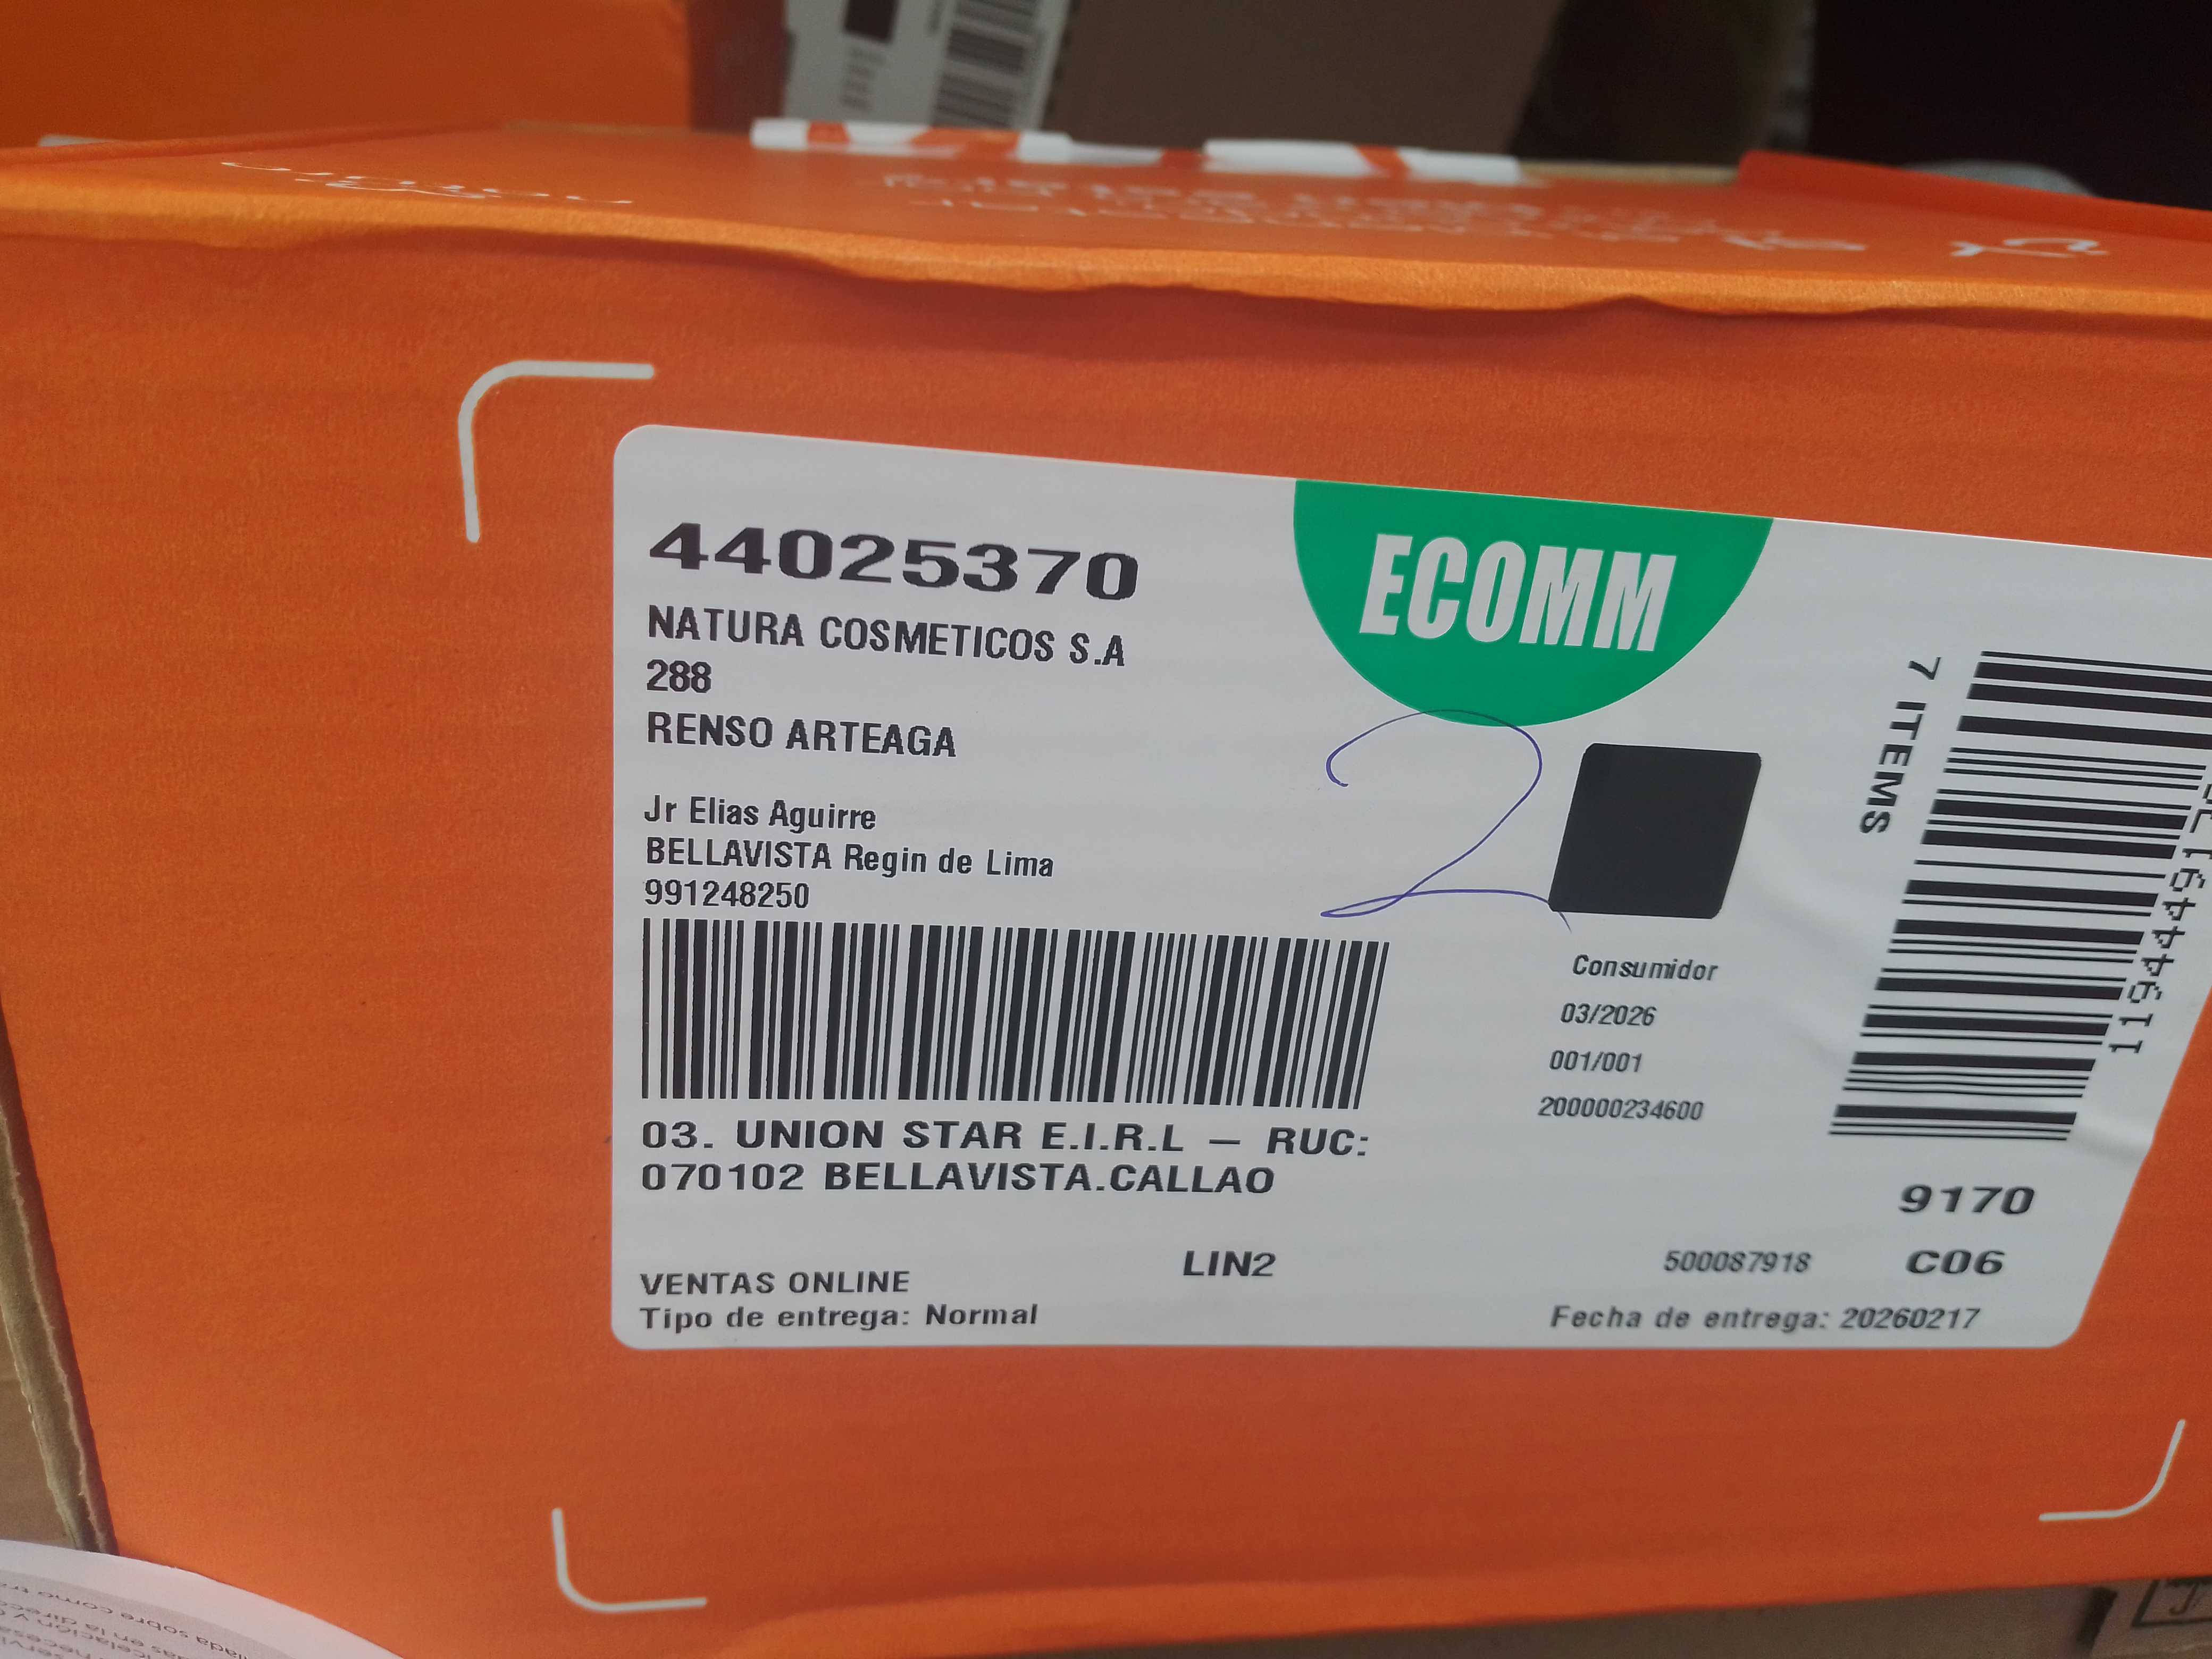 44025370
ECOMM
NATURA COSMETICOS S.A
288
RENSO ARTEAGA
2
Jr Elias Aguirre
BELLAVISTA Regin de Lima
991248250
7 ITEMS
Consumidor
03/2026
001/001
200000234600
03. UNION STAR E.I.R.L – RUC:
070102 BELLAVISTA.CALLAO
9170
LIN2
500087918 C06
VENTAS ONLINE
Tipo de entrega: Normal
Fecha de entrega: 20260217